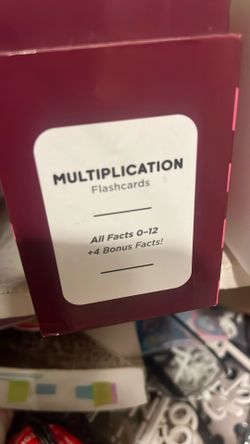 MULTIPLICATION
Flashcards
All Facts 0-12
+4 Bonus Facts!